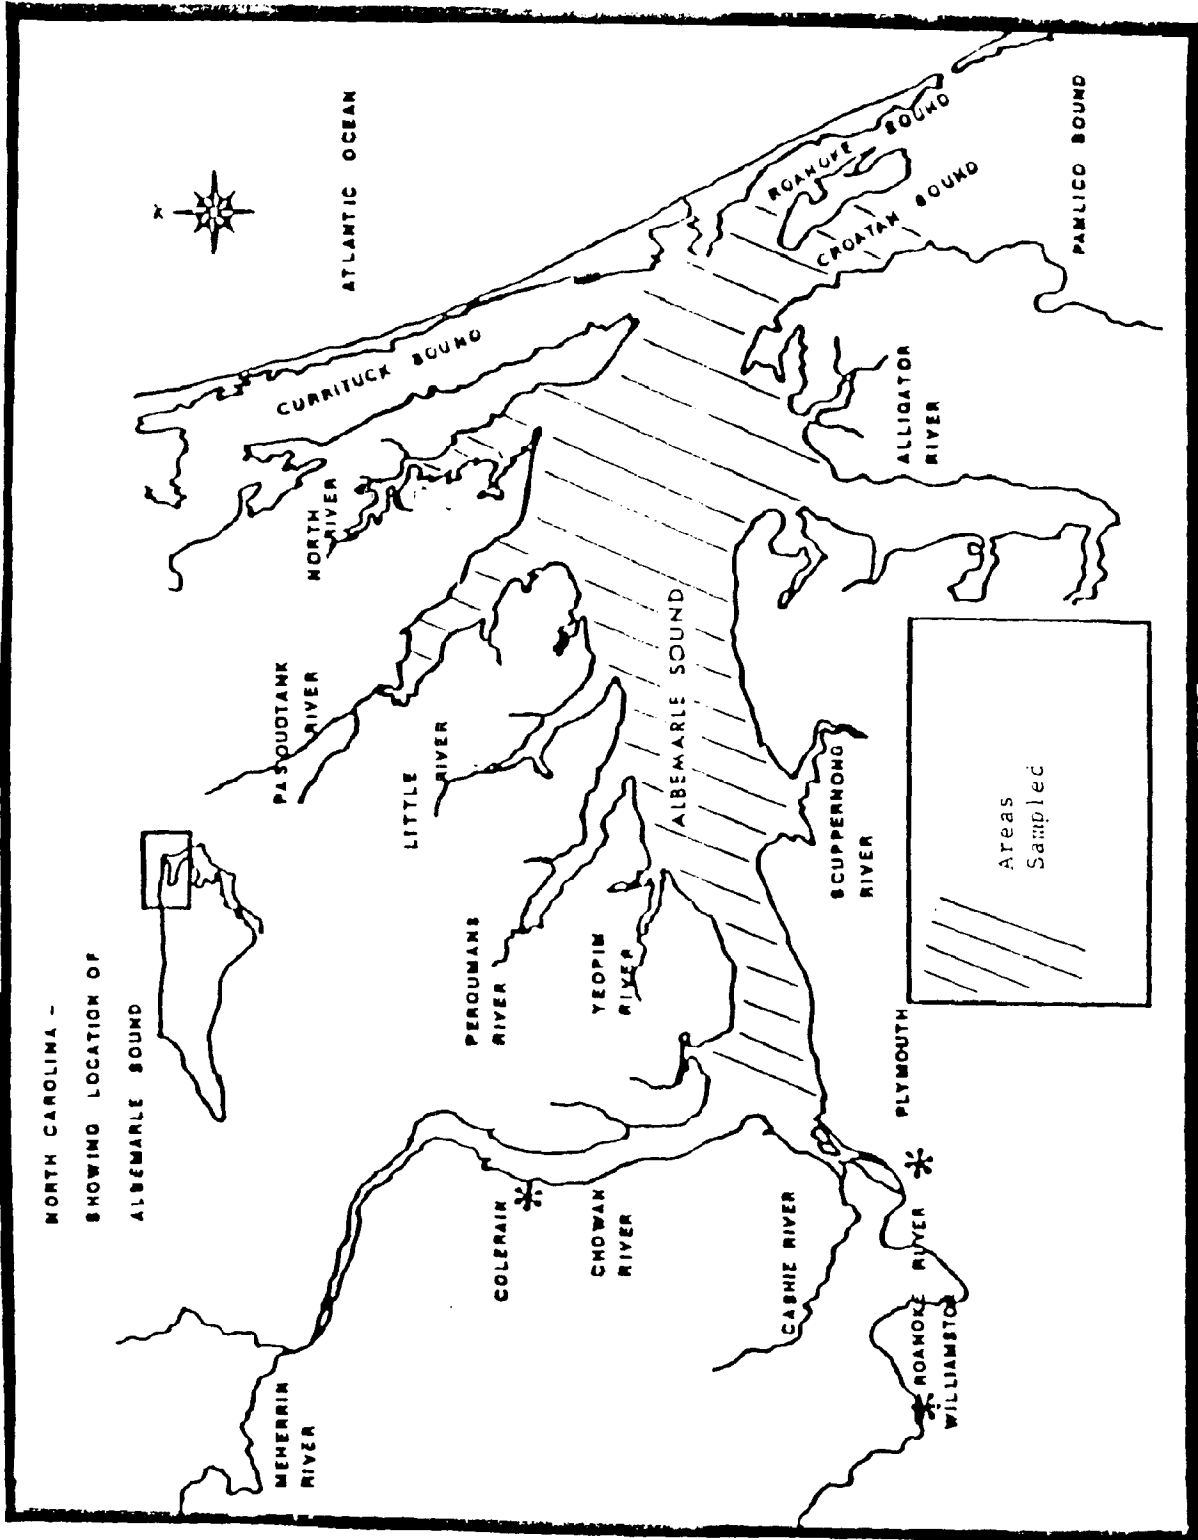 NORTH CAROLINA -
SHOWING LOCATION OF
ALBEMARLE SOUND
ATLANTIC OCEAN
MEHERRIN
RIVER
COLERAIN
CHOWAN
RIVER
CASHIE RIVER
ROANOKE RIVER
WILLIAMSTON
PLYMOUTH
PERQUMANS
RIVER
YEOPIM
RIVER
LITTLE
RIVER
PASQUOTANK
RIVER
NORTH
RIVER
CURRITUCK SOUND
ALBEMARLE SOUND
SCUPPERNONG
RIVER
ALLIGATOR
RIVER
ROANOKE SOUND
CROATAN SOUND
PAMLICO SOUND
Areas
Sampled